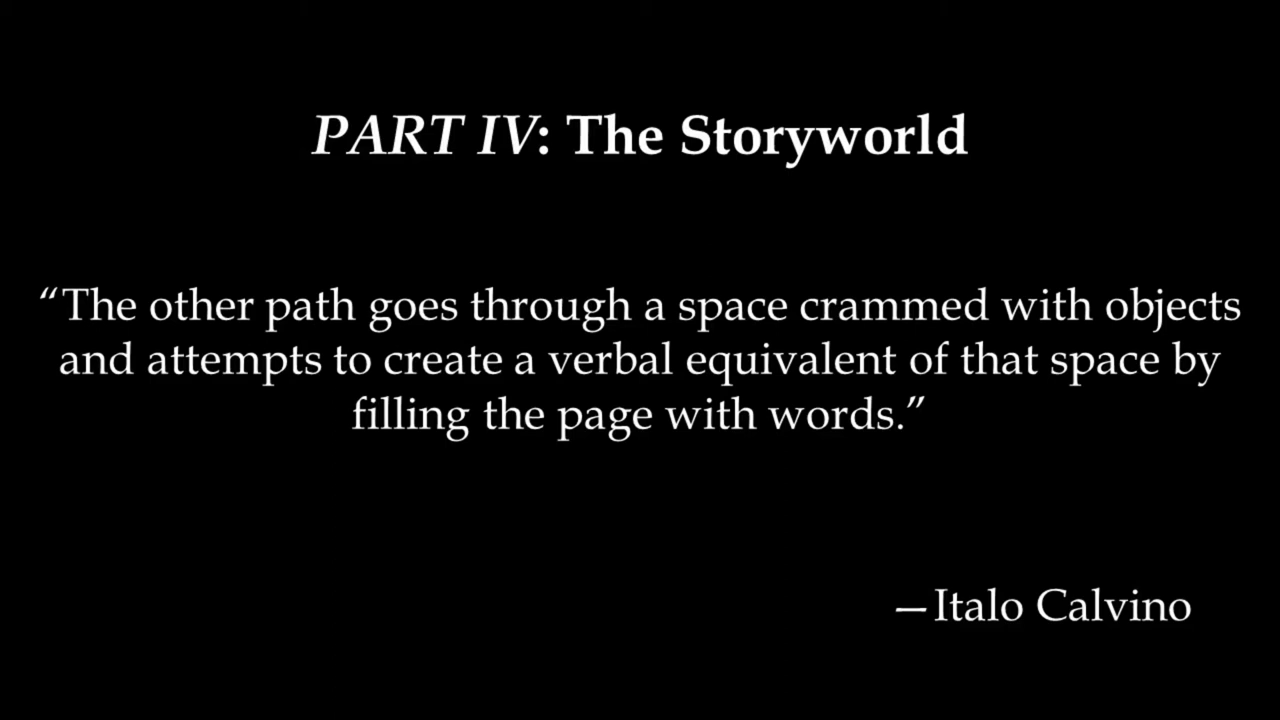 PART IV: The Storyworld
“The other path goes through a space crammed with objects
and attempts to create a verbal equivalent of that space by
filling the page with words.”
—Italo Calvino